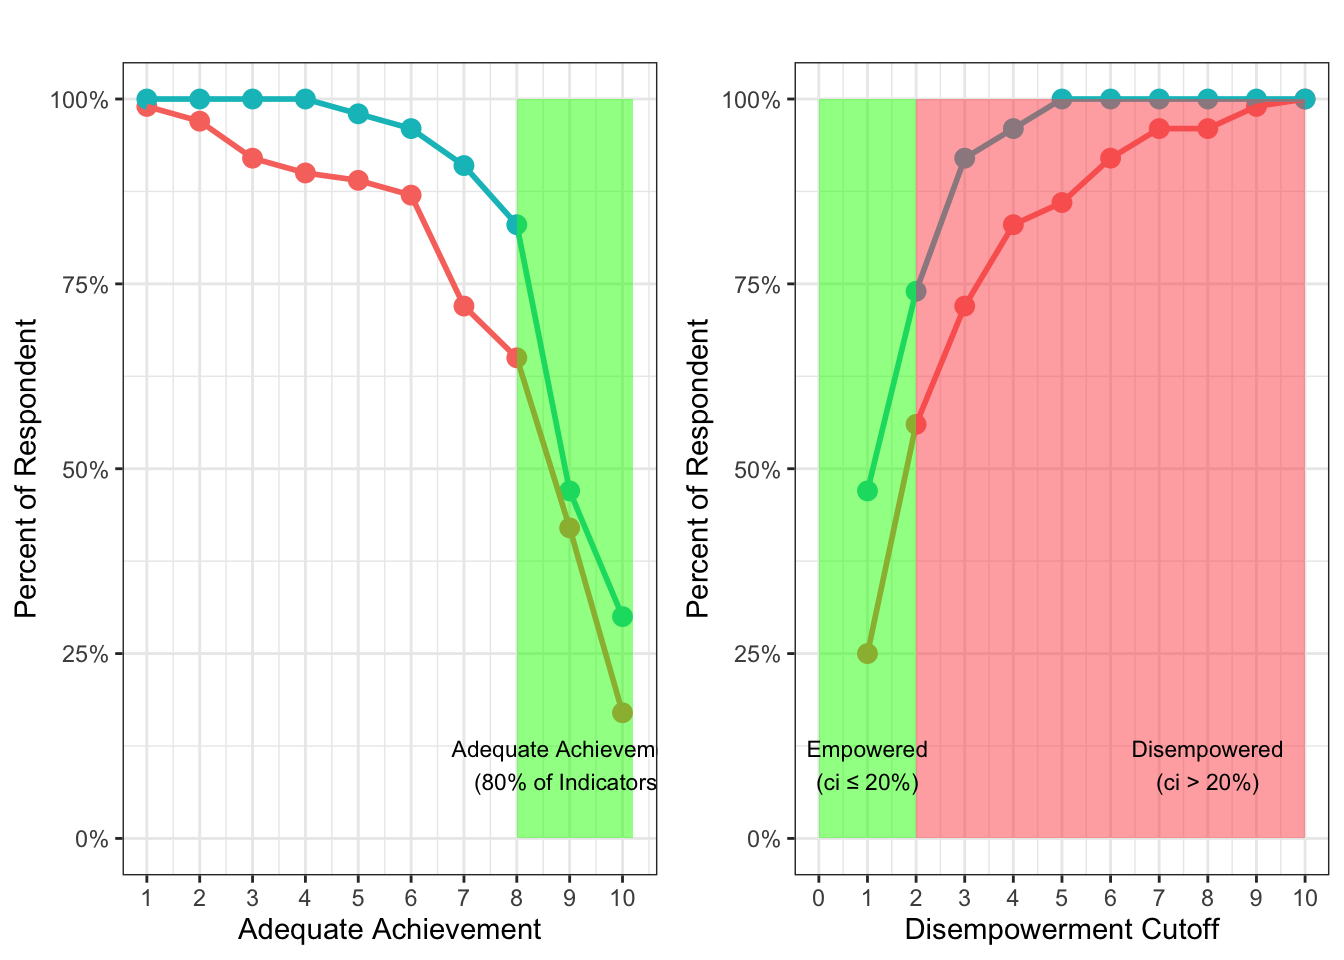 100%
75%
50%
25%
0%
Percent of Respondent
Adequate Achievem
(80% of Indicators
1 2 3 4 5 6 7 8 9 10
Adequate Achievement
100%
75%
50%
25%
0%
Percent of Respondent
Empowered
(ci ≤ 20%)
Disempowered
(ci > 20%)
0 1 2 3 4 5 6 7 8 9 10
Disempowerment Cutoff